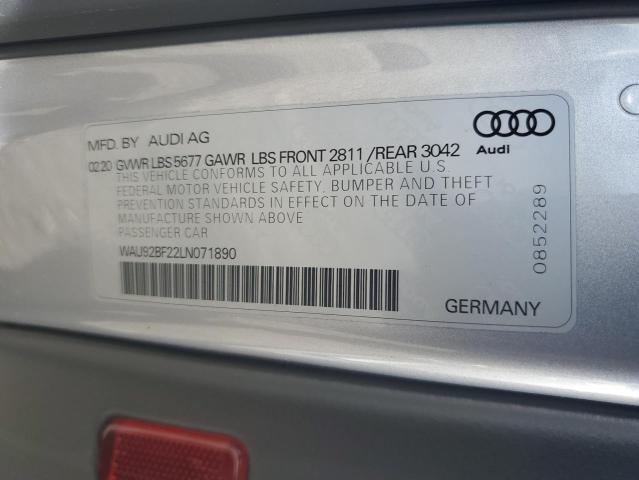 MFD. BY AUDI AG
02.20 GVWR LBS 5677 GAWR LBS FRONT 2811 /REAR 3042
THIS VEHICLE CONFORMS TO ALL APPLICABLE U.S.
FEDERAL MOTOR VEHICLE SAFETY. BUMPER AND THEFT
PREVENTION STANDARDS IN EFFECT ON THE DATE OF
MANUFACTURE SHOWN ABOVE
PASSENGER CAR
WAU92BF22LN071890
Audi
0852289
GERMANY